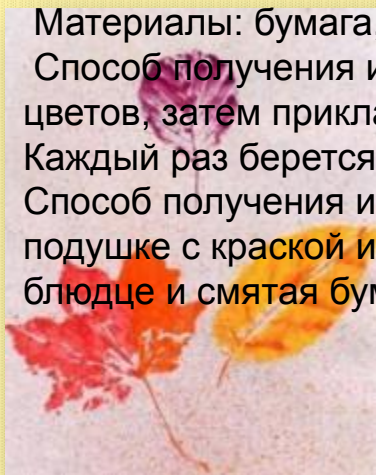 Материалы: бумага
Способ получения и
цветов, затем прикла
Каждый раз берется
Способ получения и
подушке с краской и
блюдце и смятая бум